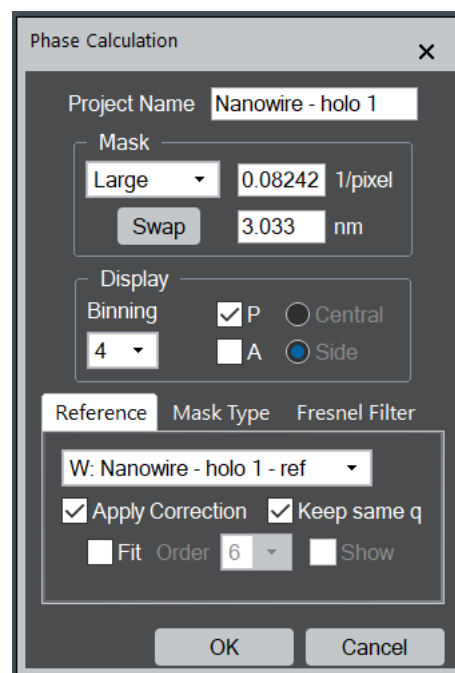 Phase Calculation
Project Name Nanowire - holo 1
Mask
Large 0.08242 1/pixel
Swap 3.033 nm
Display
Binning P Central
4 A Side
Reference Mask Type Fresnel Filter
W: Nanowire - holo 1 - ref
Apply Correction Keep same q
Fit Order 6 Show
OK Cancel